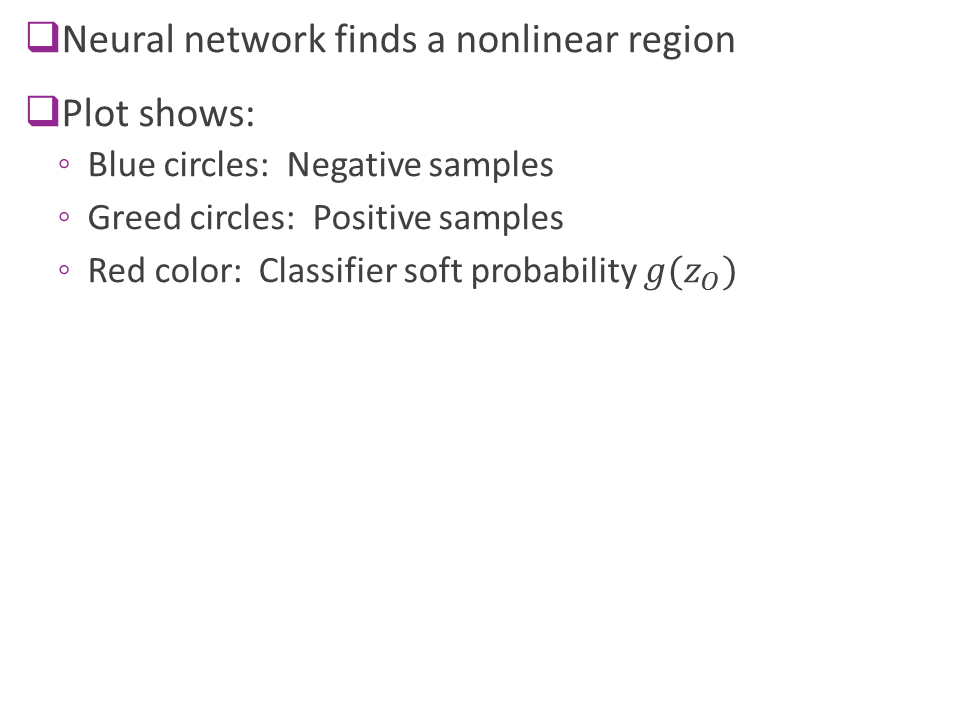 Neural network finds a nonlinear region
Plot shows:
Blue circles: Negative samples
Greed circles: Positive samples
Red color: Classifier soft probability 𝑔(𝑧𝑂)